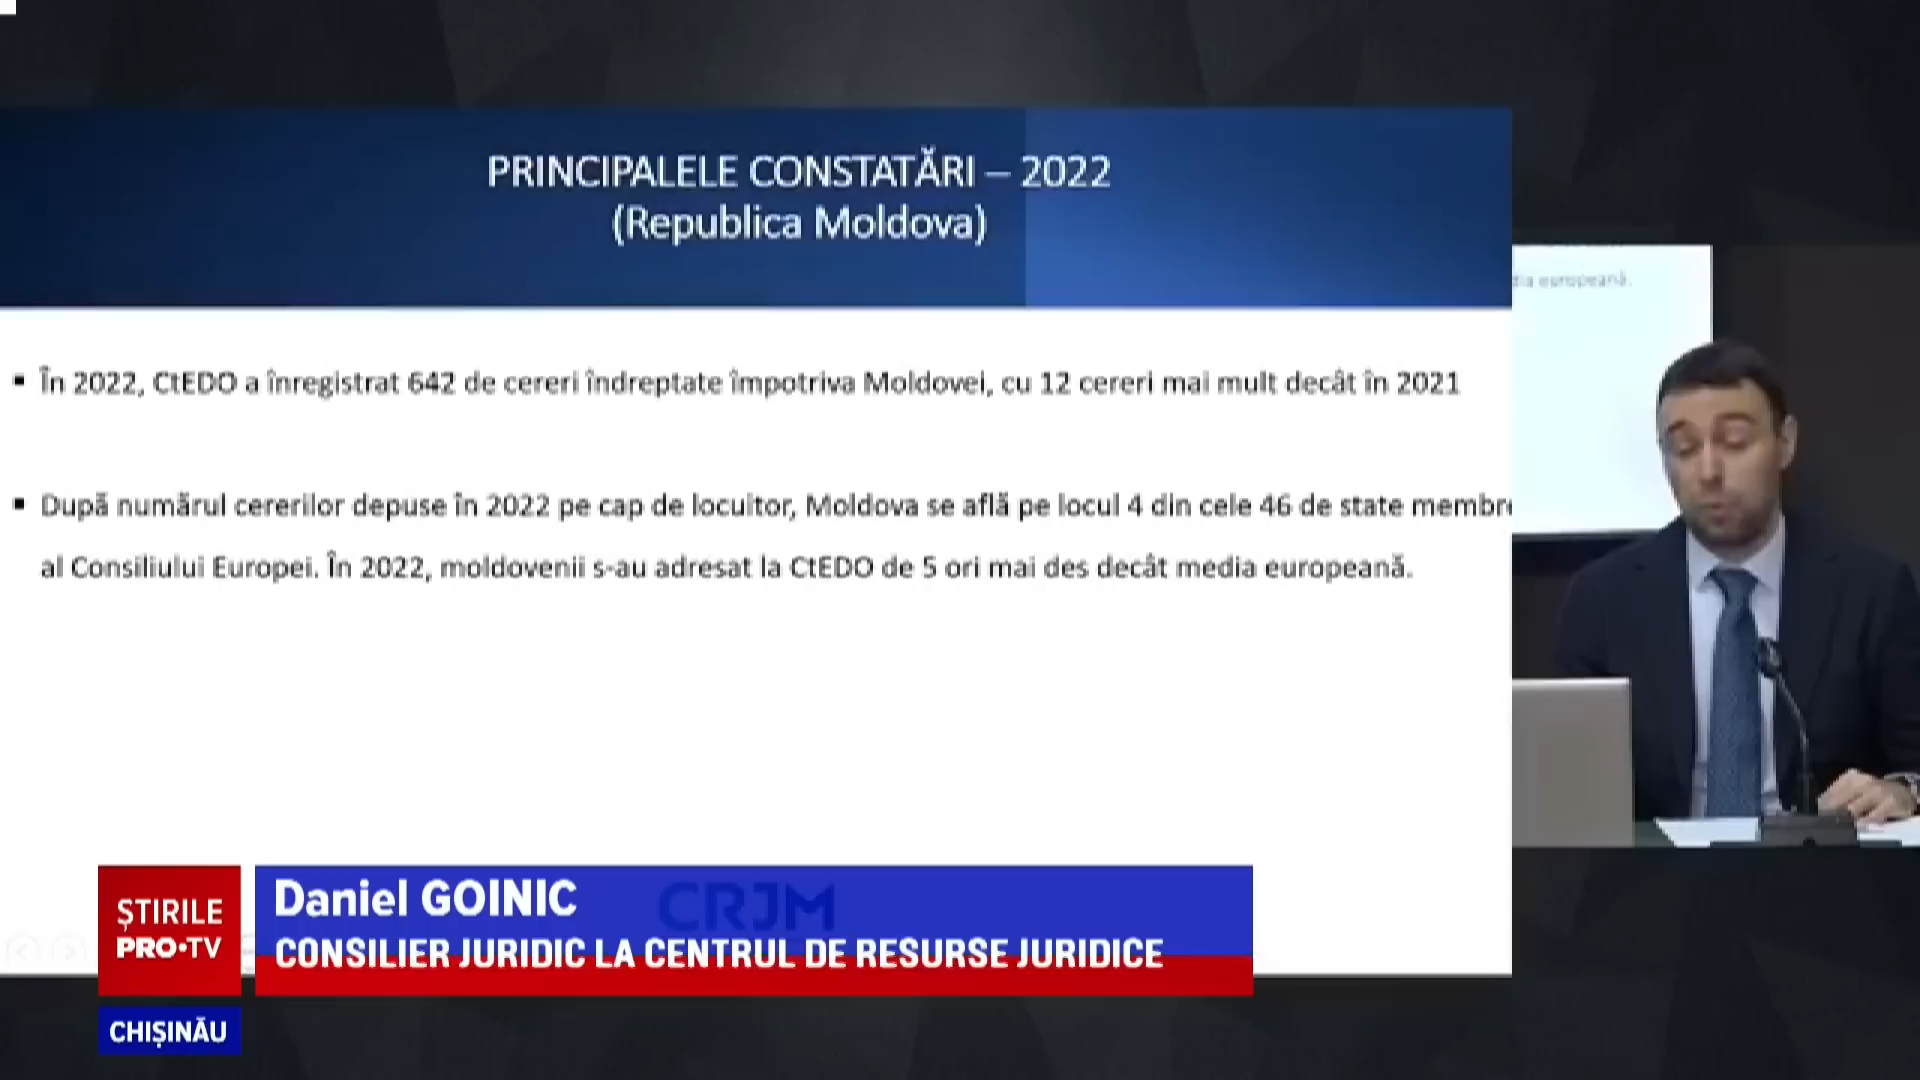 PRINCIPALELE CONSTATĂRI – 2022
(Republica Moldova)
▪ În 2022, CtEDO a înregistrat 642 de cereri îndreptate împotriva Moldovei, cu 12 cereri mai mult decât în 2021
▪ După numărul cererilor depuse în 2022 pe cap de locuitor, Moldova se află pe locul 4 din cele 46 de state membre
al Consiliului Europei. În 2022, moldovenii s-au adresat la CtEDO de 5 ori mai des decât media europeană.
europeană.
CRJM
Daniel GOINIC
CONSILIER JURIDIC LA CENTRUL DE RESURSE JURIDICE
ȘTIRILE
PRO•TV
CHIȘINĂU